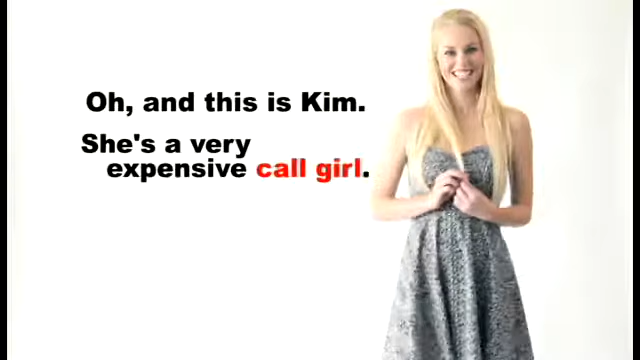 Oh, and this is Kim.
She's a very
expensive call girl.